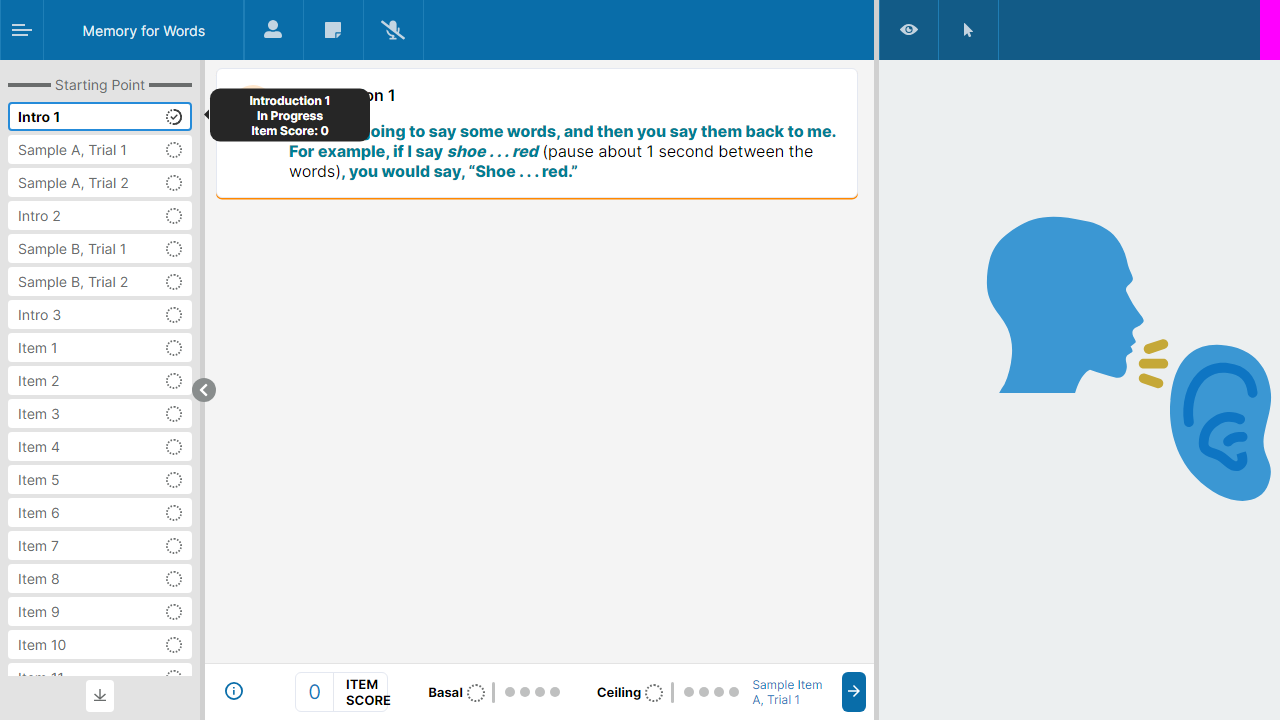 Memory for Words
Starting Point
Intro 1
Sample A, Trial 1
Sample A, Trial 2
Intro 2
Sample B, Trial 1
Sample B, Trial 2
Intro 3
Item 1
Item 2
Item 3
Item 4
Item 5
Item 6
Item 7
Item 8
Item 9
Item 10
Introduction 1
In Progress
Item Score: 0
on 1
going to say some words, and then you say them back to me.
For example, if I say shoe . . . red (pause about 1 second between the
words), you would say, “Shoe . . . red.”
0
ITEM
SCORE
Basal
Ceiling
Sample Item
A, Trial 1